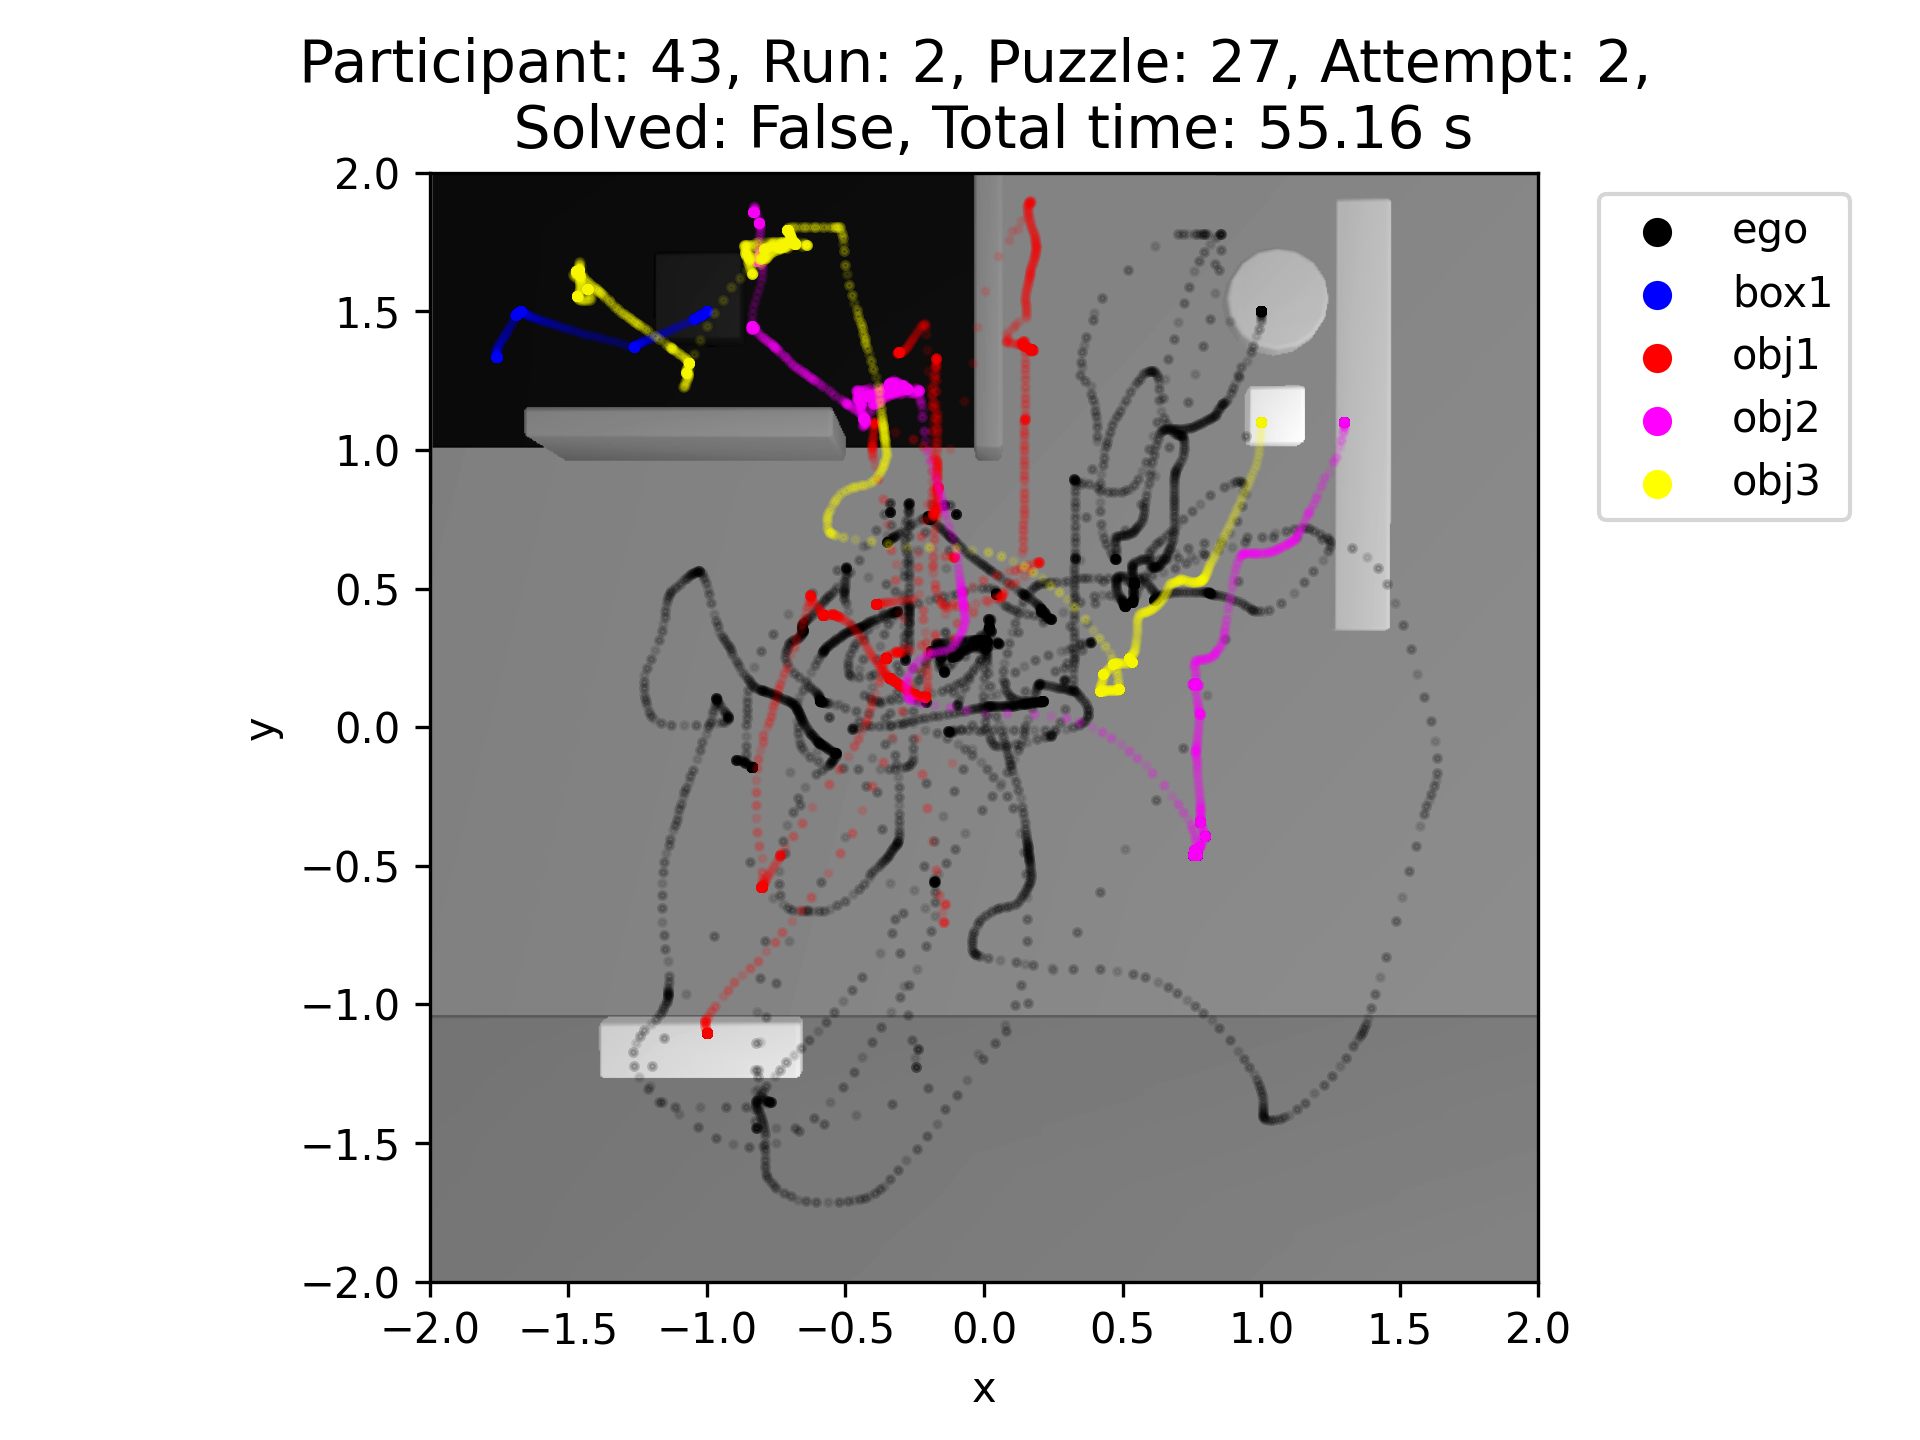 Participant: 43, Run: 2, Puzzle: 27, Attempt: 2,
Solved: False, Total time: 55.16 s
ego
box1
obj1
obj2
obj3
2.0
1.5
1.0
0.5
0.0
−0.5
−1.0
−1.5
−2.0
y
−2.0 −1.5 −1.0 −0.5 0.0 0.5 1.0 1.5 2.0
x